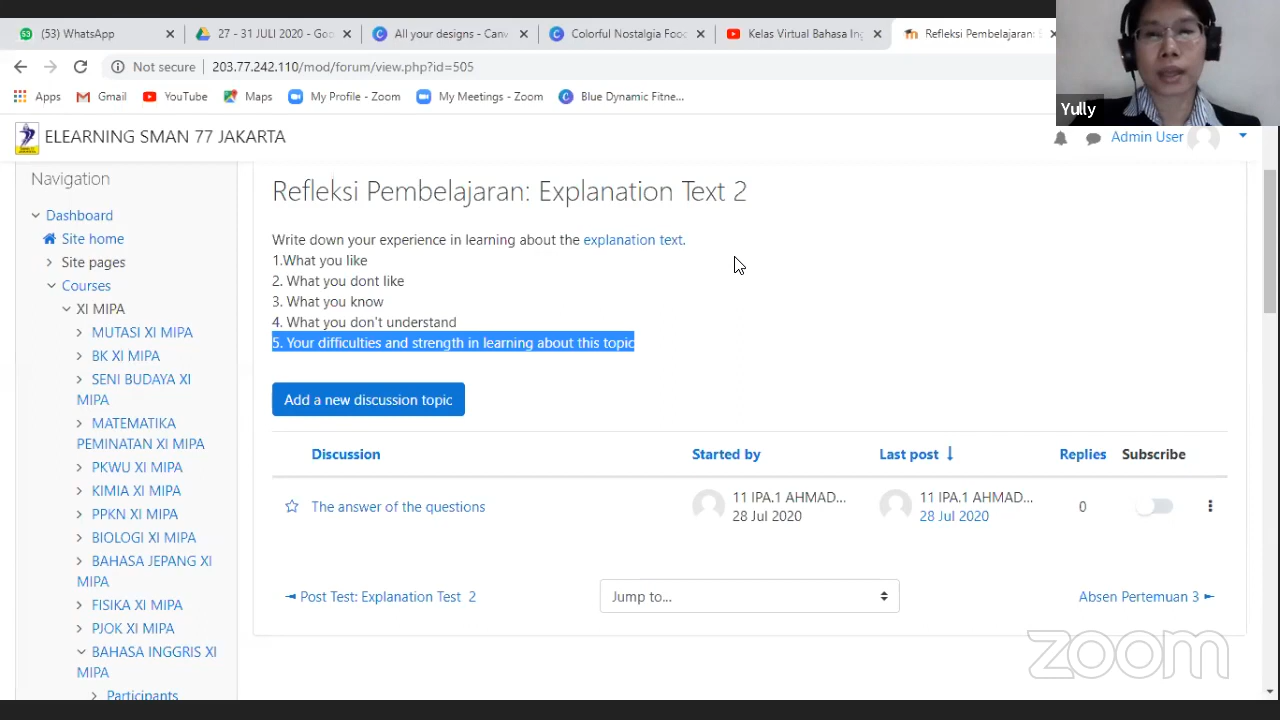 (53) WhatsApp
27 - 31 JULI 2020 - Goo
All your designs - Canv
Colorful Nostalgia Food
Kelas Virtual Bahasa Ing
Refleksi Pembelajaran: E
Not secure
203.77.242.110/mod/forum/view.php?id=505
Apps
Gmail
YouTube
Maps
My Profile - Zoom
My Meetings - Zoom
Blue Dynamic Fitne...
Yully
ELEARNING SMAN 77 JAKARTA
Admin User
Navigation
Dashboard
Site home
Site pages
Courses
XI MIPA
MUTASI XI MIPA
BK XI MIPA
SENI BUDAYA XI
MIPA
MATEMATIKA
PEMINATAN XI MIPA
PKWU XI MIPA
KIMIA XI MIPA
PPKN XI MIPA
BIOLOGI XI MIPA
BAHASA JEPANG XI
MIPA
FISIKA XI MIPA
PJOK XI MIPA
BAHASA INGGRIS XI
MIPA
Participants
Refleksi Pembelajaran: Explanation Text 2
Write down your experience in learning about the explanation text.
1.What you like
2. What you dont like
3. What you know
4. What you don't understand
5. Your difficulties and strength in learning about this topic
Add a new discussion topic
Discussion Started by Last post Replies Subscribe
The answer of the questions
11 IPA.1 AHMAD...
28 Jul 2020
11 IPA.1 AHMAD...
28 Jul 2020
0
Post Test: Explanation Test 2
Jump to...
Absen Pertemuan 3
zoom